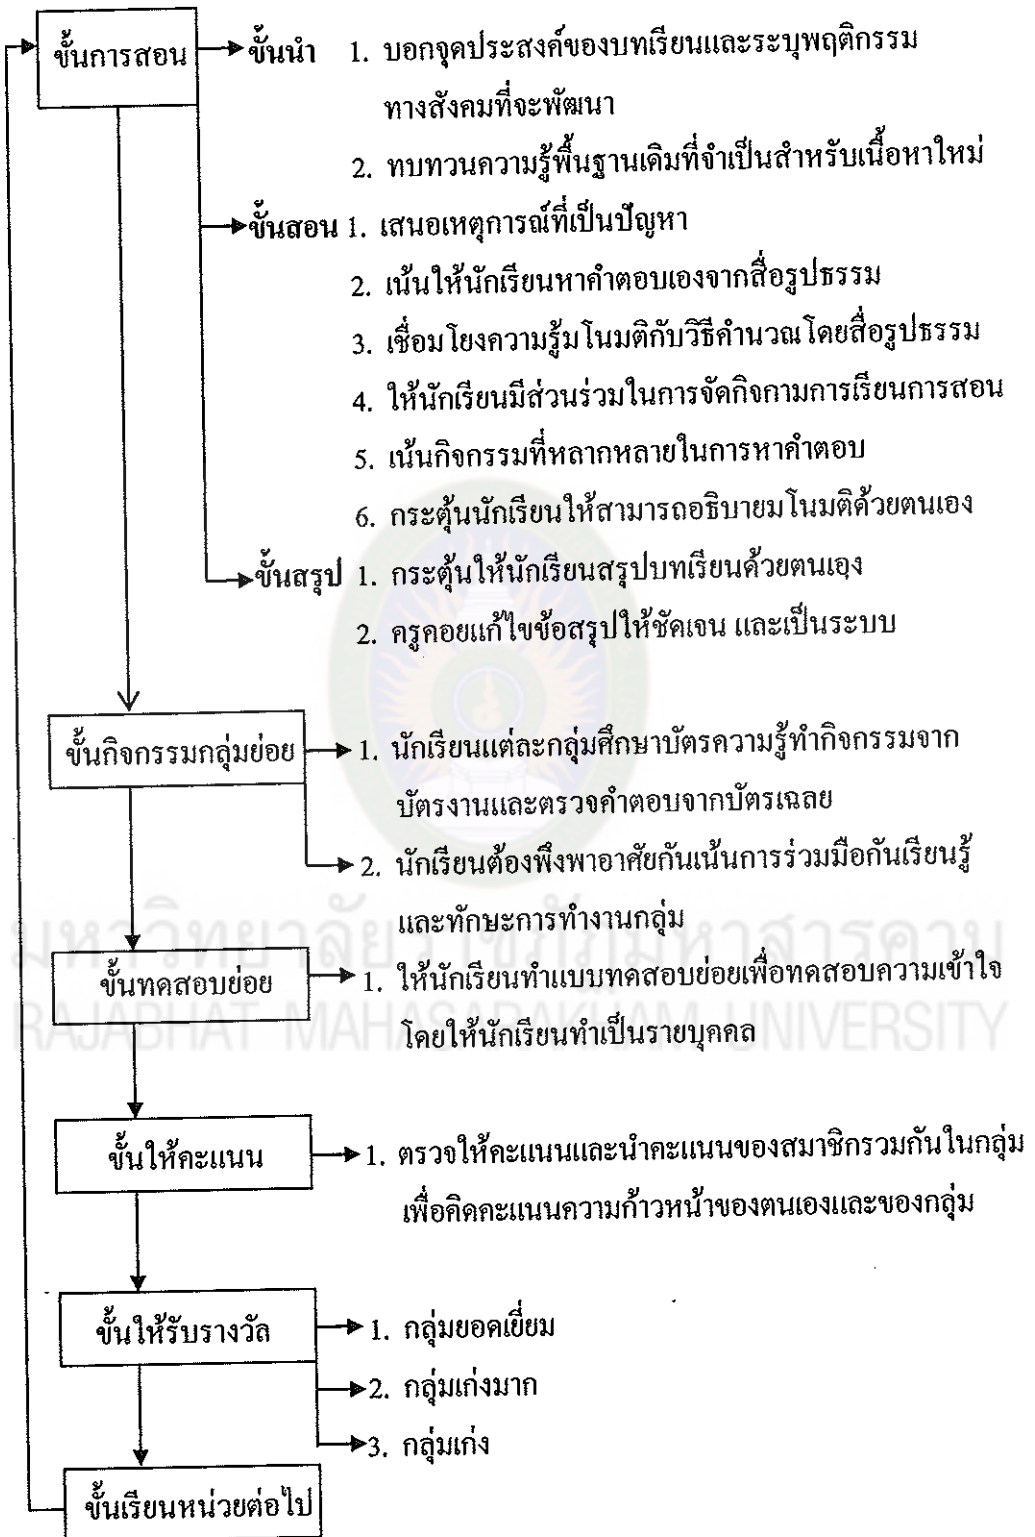 ขั้นการสอน ขั้นนำ 1. บอกจุดประสงค์ของบทเรียนและระบุพฤติกรรม
ทางสังคมที่จะพัฒนา
2. ทบทวนความรู้พื้นฐานเดิมที่จำเป็นสำหรับเนื้อหาใหม่
ขั้นสอน 1. เสนอเหตุการณ์ที่เป็นปัญหา
2. เน้นให้นักเรียนหาคำตอบเองจากสื่อรูปธรรม
3. เชื่อมโยงความรู้มโนมติกับวิธีคำนวณโดยสื่อรูปธรรม
4. ให้นักเรียนมีส่วนร่วมในการจัดกิจกามการเรียนการสอน
5. เน้นกิจกรรมที่หลากหลายในการหาคำตอบ
6. กระตุ้นนักเรียนให้สามารถอธิบายมโนมติด้วยตนเอง
ขั้นสรุป 1. กระตุ้นให้นักเรียนสรุปบทเรียนด้วยตนเอง
2. ครูคอยแก้ไขข้อสรุปให้ชัดเจน และเป็นระบบ
ขั้นกิจกรรมกลุ่มย่อย 1. นักเรียนแต่ละกลุ่มศึกษาบัตรความรู้ทำกิจกรรมจาก
บัตรงานและตรวจคำตอบจากบัตรเฉลย
2. นักเรียนต้องพึงพาอาศัยกันเน้นการร่วมมือกันเรียนรู้
และทักษะการทำงานกลุ่ม
มหาวิทยาลัยราชภัฏมหาสารคาม
ขั้นทดสอบย่อย 1. ให้นักเรียนทำแบบทดสอบย่อยเพื่อทดสอบความเข้าใจ
โดยให้นักเรียนทำเป็นรายบุคคล
RAJABHAT MAHASARAKHAM UNIVERSITY
ขั้นให้คะแนน 1. ตรวจให้คะแนนและนำคะแนนของสมาชิกรวมกันในกลุ่ม
เพื่อคิดคะแนนความก้าวหน้าของตนเองและของกลุ่ม
ขั้นให้รับรางวัล 1. กลุ่มยอดเยี่ยม
2. กลุ่มเก่งมาก
3. กลุ่มเก่ง
ขั้นเรียนหน่วยต่อไป